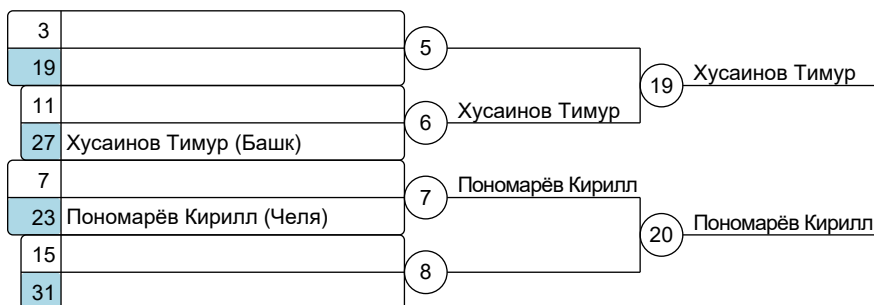 3
19
5
11
27 Хусаинов Тимур (Башк)
6 Хусаинов Тимур
19 Хусаинов Тимур
7
23 Пономарёв Кирилл (Челя)
7 Пономарёв Кирилл
15
31
8
20 Пономарёв Кирилл